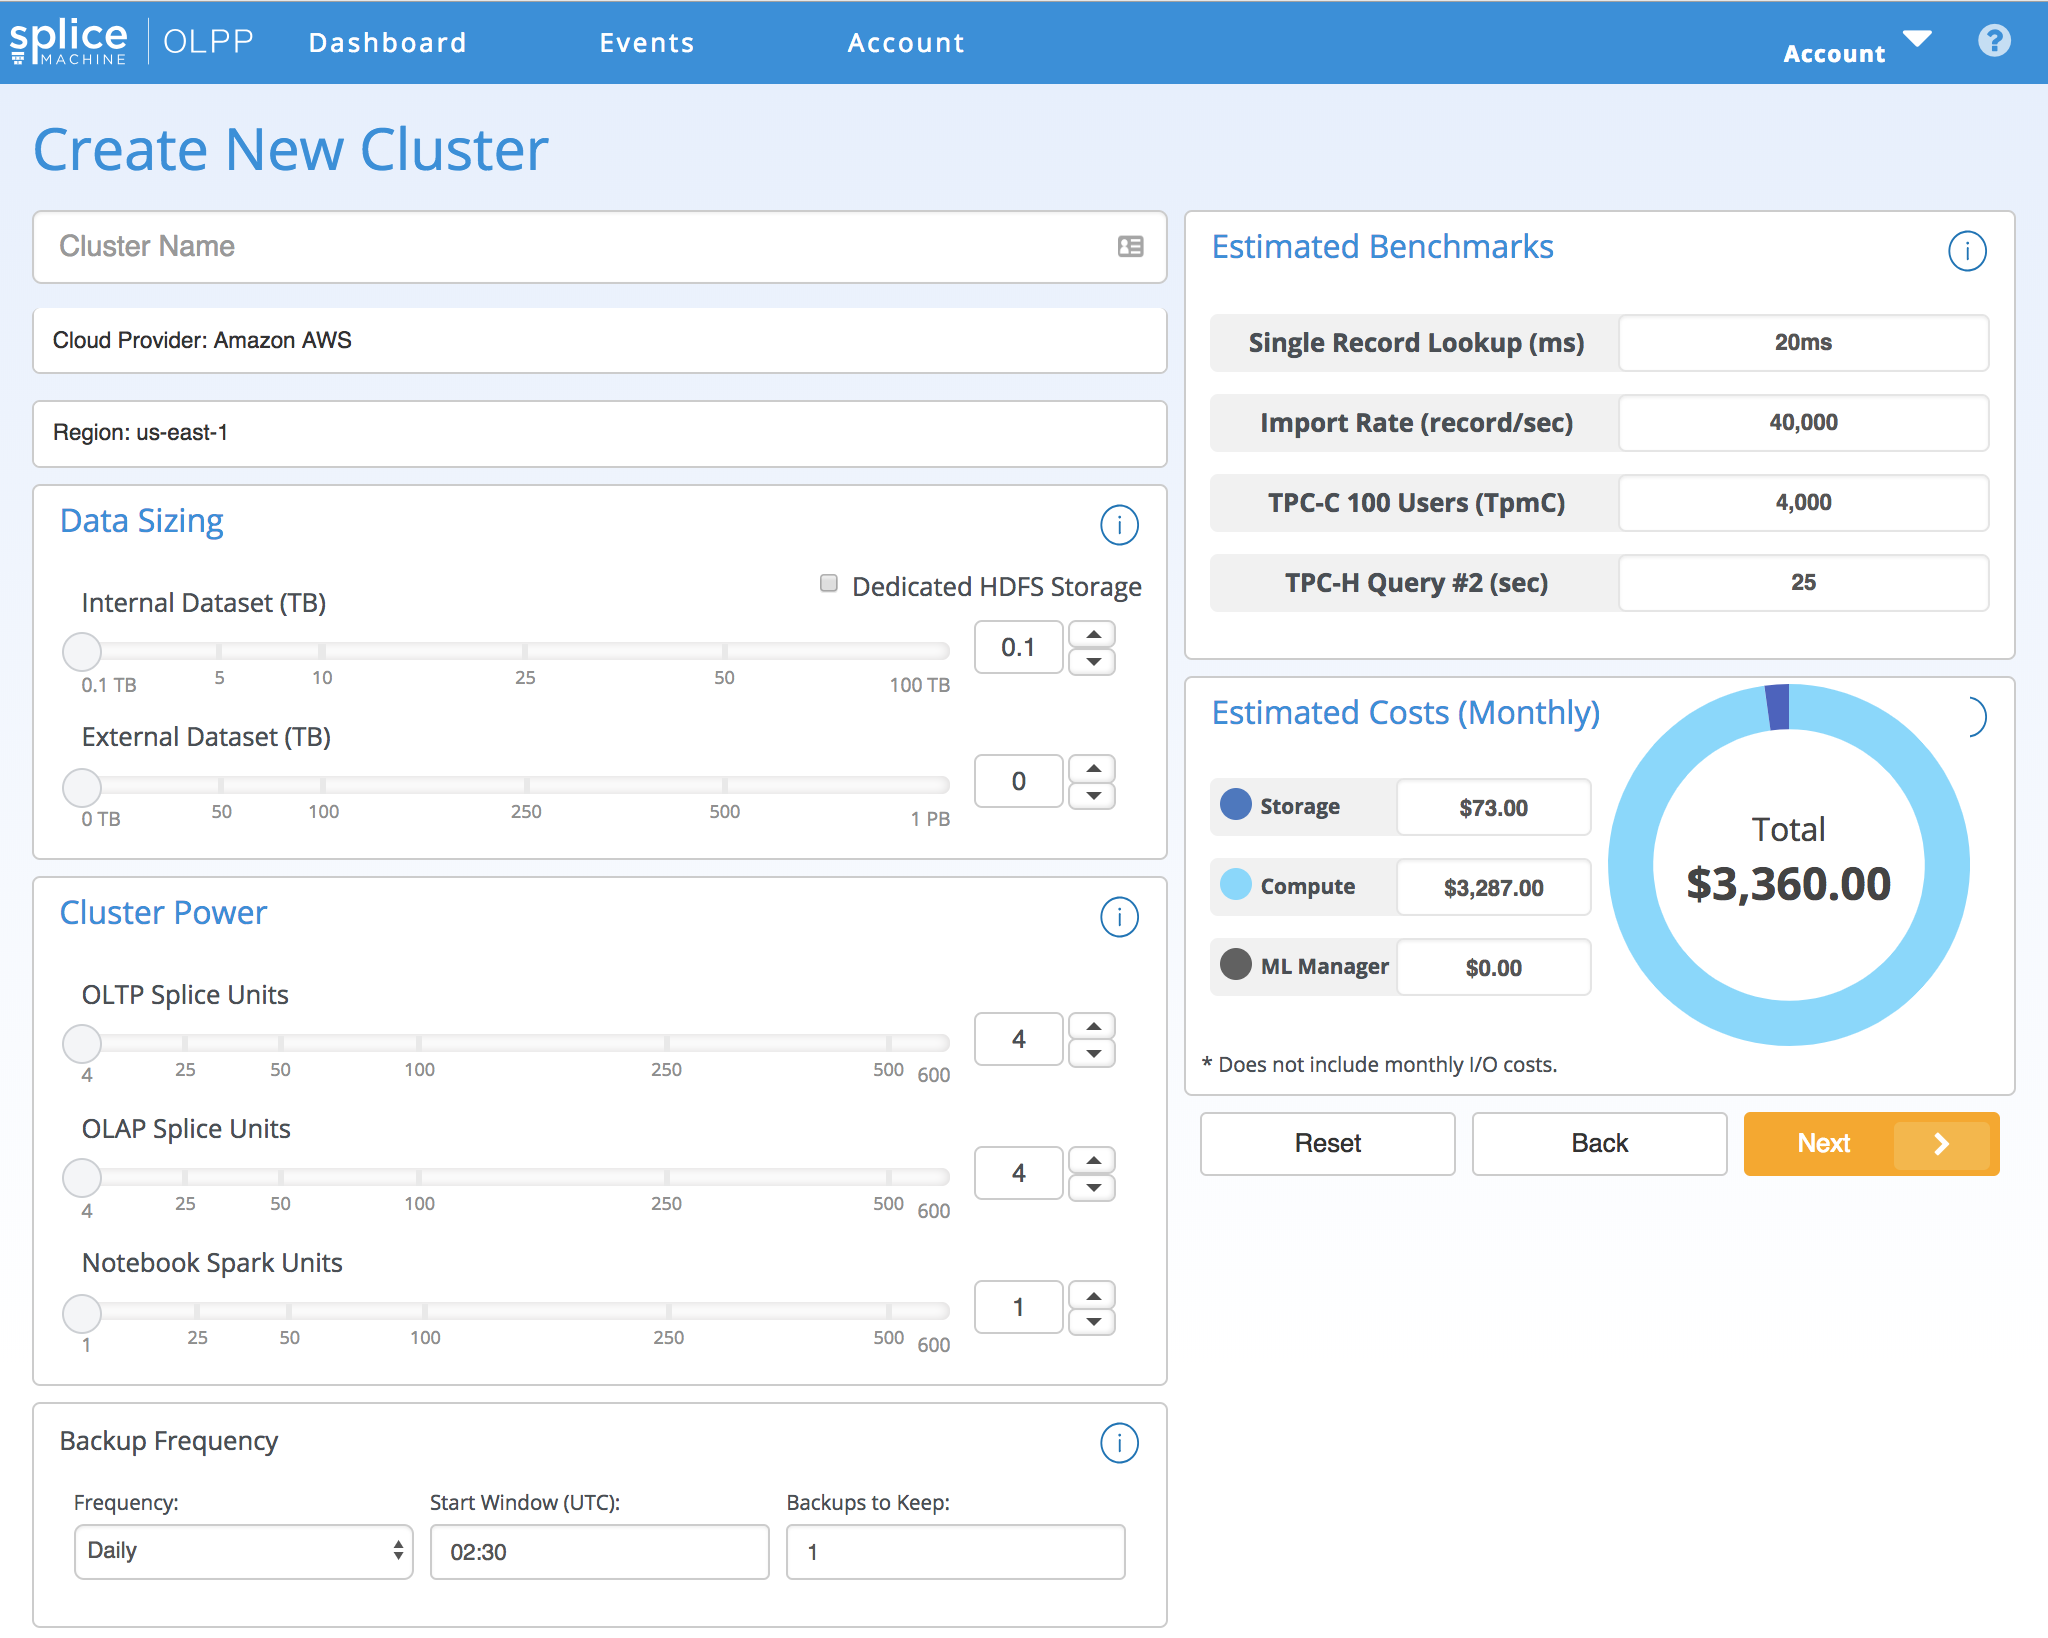 splice MACHINE OLPP Dashboard Events Account Account ?
Create New Cluster
Cluster Name
Cloud Provider: Amazon AWS
Region: us-east-1
Data Sizing i
Dedicated HDFS Storage
Internal Dataset (TB)
0.1
0.1 TB 5 10 25 50 100 TB
External Dataset (TB)
0
0 TB 50 100 250 500 1 PB
Cluster Power i
OLTP Splice Units
4
4 25 50 100 250 500 600
OLAP Splice Units
4
4 25 50 100 250 500 600
Notebook Spark Units
1
1 25 50 100 250 500 600
Backup Frequency i
Frequency: Start Window (UTC): Backups to Keep:
Daily 02:30 1
Estimated Benchmarks i
Single Record Lookup (ms) 20ms
Import Rate (record/sec) 40,000
TPC-C 100 Users (TpmC) 4,000
TPC-H Query #2 (sec) 25
Estimated Costs (Monthly)
Storage $73.00
Compute $3,287.00
ML Manager $0.00
Total
$3,360.00
* Does not include monthly I/O costs.
Reset Back Next